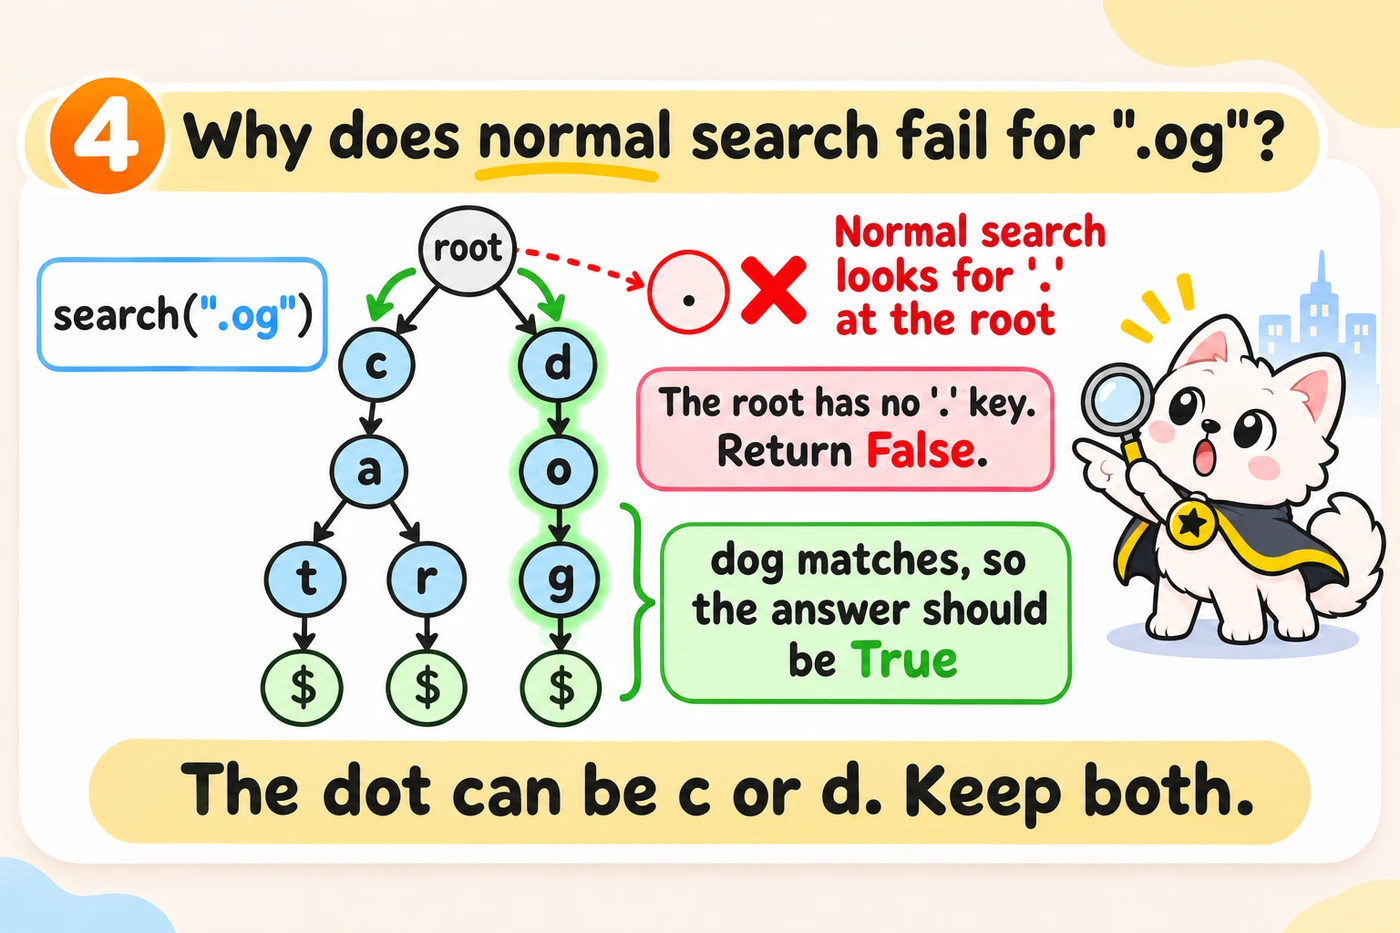 4
Why does normal search fail for ".og"?
search(".og")
root
.
Normal search
looks for '.'
at the root
c
d
The root has no '.' key.
Return False.
a
o
t
r
g
dog matches, so
the answer should
be True
$
$
$
The dot can be c or d. Keep both.